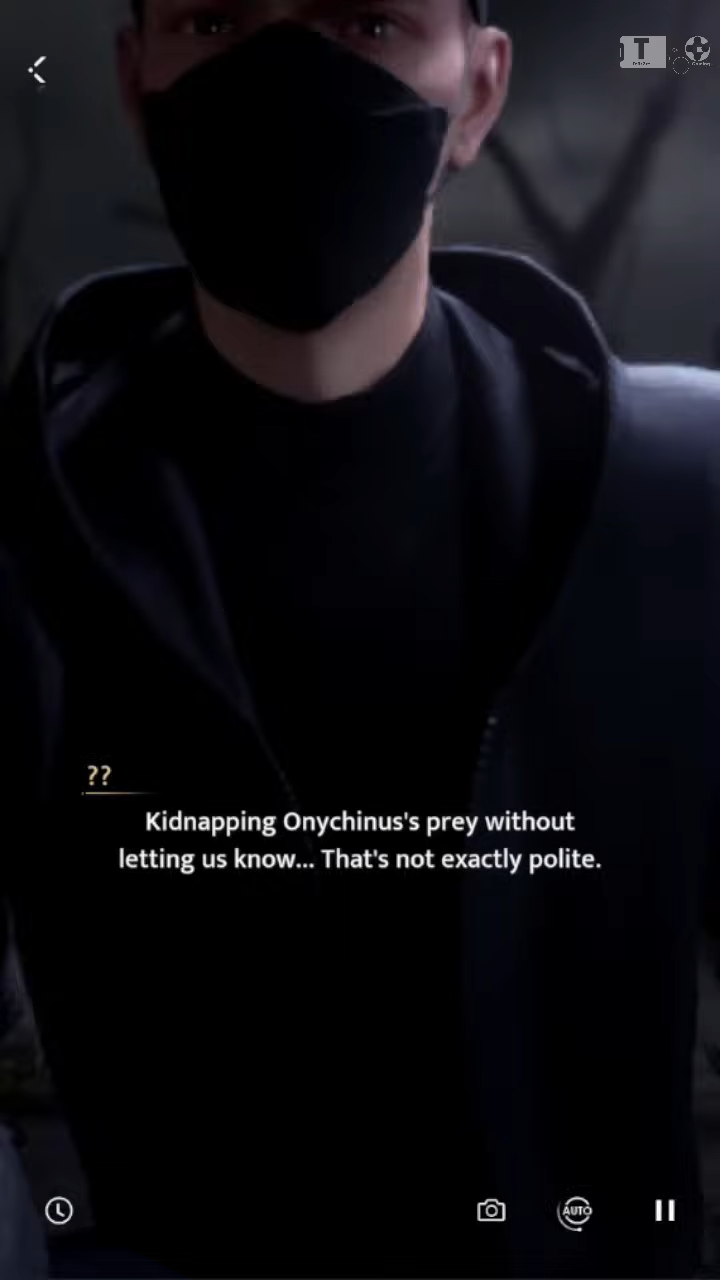 T
??
Kidnapping Onychinus's prey without
letting us know... That's not exactly polite.
AUTO